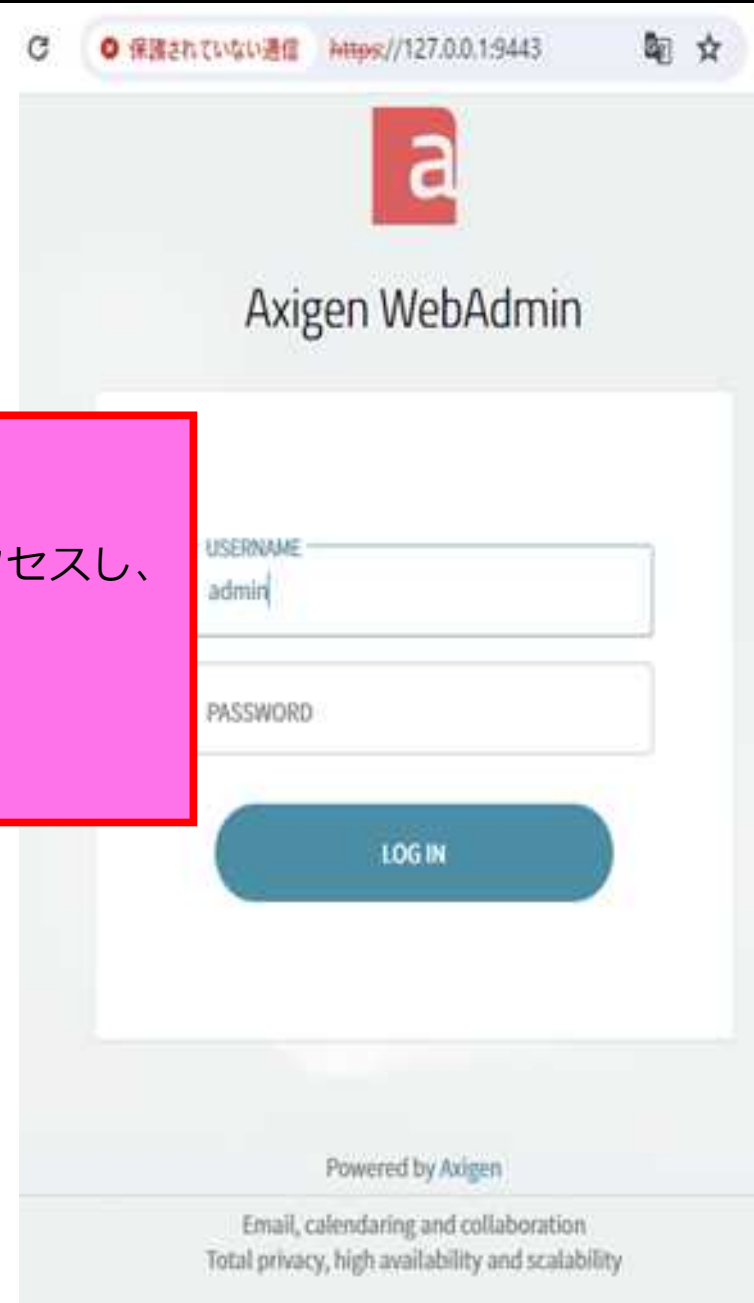 保護されていない通信 https://127.0.0.1:9443
a
Axigen WebAdmin
セスし、
USERNAME
admin
PASSWORD
LOG IN
Powered by Axigen
Email, calendaring and collaboration
Total privacy, high availability and scalability